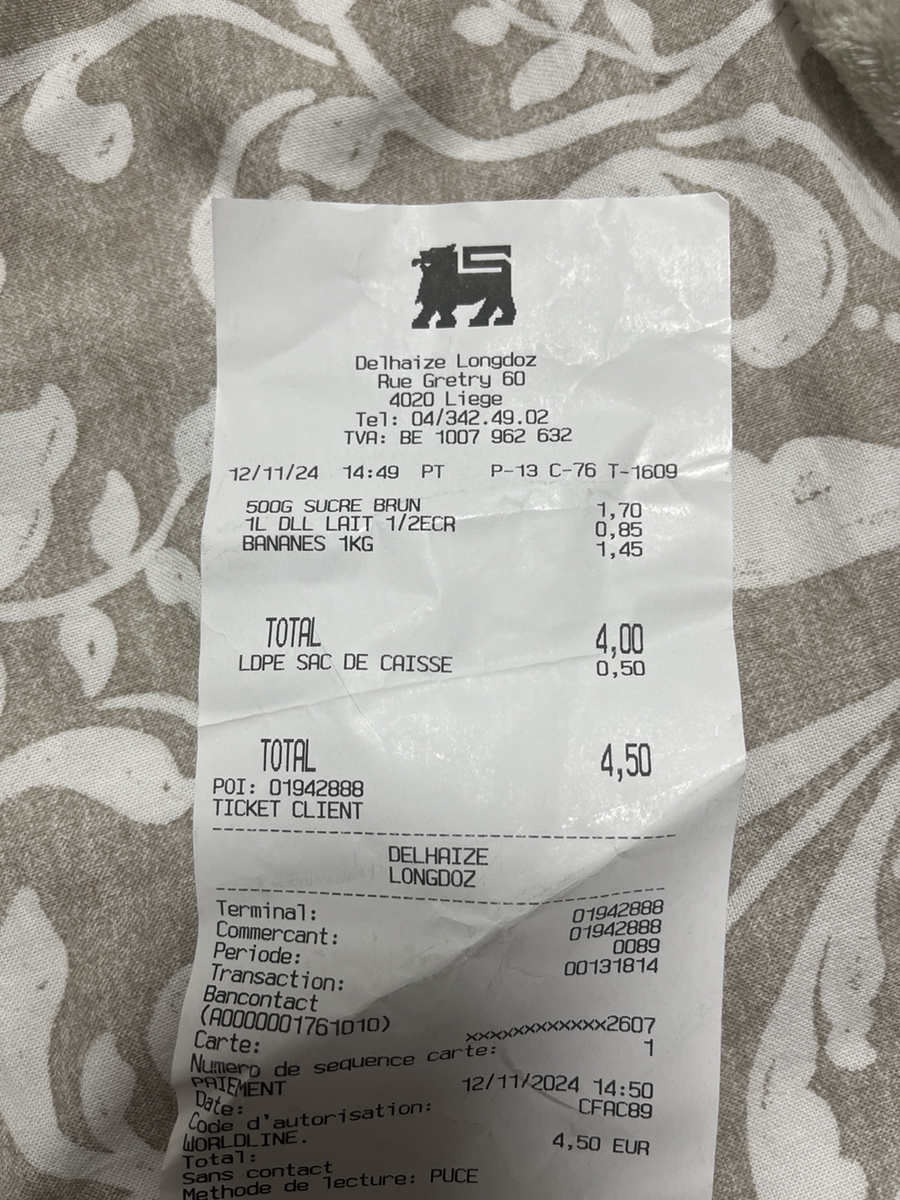 Delhaize Longdoz
Rue Gretry 60
4020 Liege
Tel: 04/342.49.02
TVA: BE 1007 962 632
12/11/24 14:49 PT P-13 C-76 T-1609
500G SUCRE BRUN 1,70
1L DLL LAIT 1/2ECR 0,85
BANANES 1KG 1,45
TOTAL 4,00
LDPE SAC DE CAISSE 0,50
TOTAL 4,50
POI: 01942888
TICKET CLIENT
DELHAIZE
LONGDOZ
Terminal: 01942888
Commercant: 01942888
Periode: 0089
Transaction: 00131814
Bancontact
(A0000001761010)
Carte: xxxxxxxxxxxx2607
Numero de sequence carte: 1
PAIEMENT
Date: 12/11/2024 14:50
Code d'autorisation: CFAC89
WORLDLINE.
Total: 4,50 EUR
Sans contact
Methode de lecture: PUCE